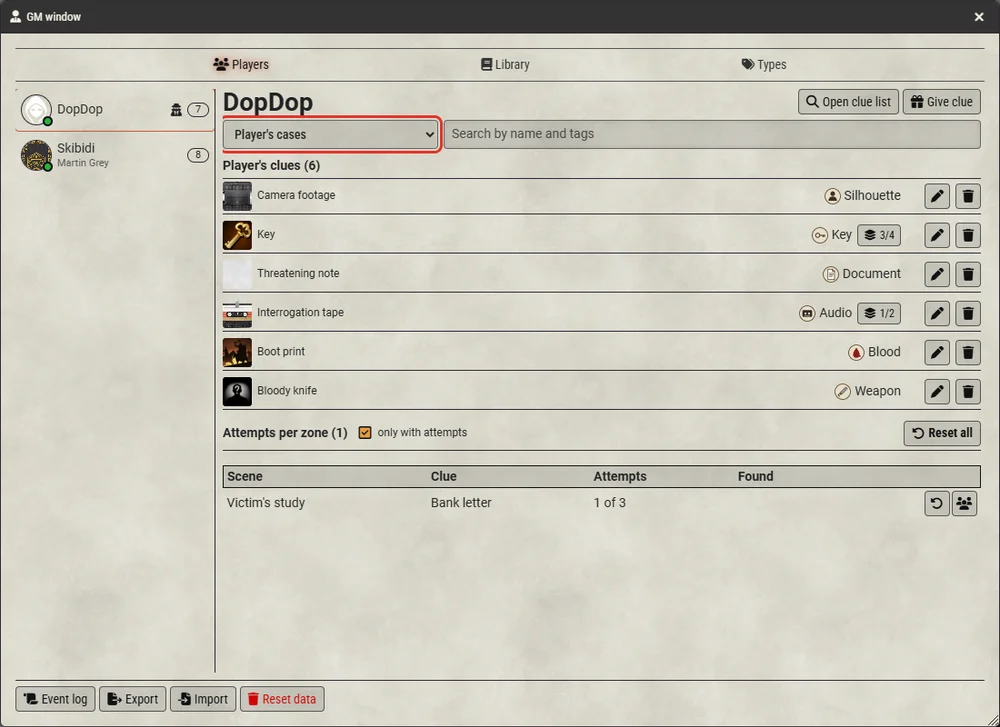 GM window
Players
Library
Types
DopDop
7
Skibidi
Martin Grey
8
DopDop
Open clue list
Give clue
Player's cases
Search by name and tags
Player's clues (6)
Camera footage
Silhouette
Key
Key
3/4
Threatening note
Document
Interrogation tape
Audio
1/2
Boot print
Blood
Bloody knife
Weapon
Attempts per zone (1)
only with attempts
Reset all
Scene Clue Attempts Found
Victim's study Bank letter 1 of 3
Event log
Export
Import
Reset data